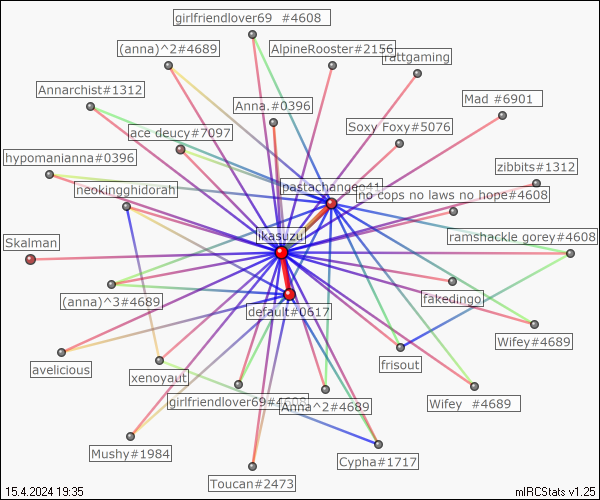 girlfriendlover69 #4608
(anna)^2#4689
AlpineRooster#2156
rattgaming
Annarchist#1312
Anna.#0396
Mad #6901
ace deucy#7097
Soxy Foxy#5076
hypomanianna#0396
zibbits#1312
neokingghidorah
pastachangen41
no cops no laws no hope#4608
ikasuzu
ramshackle gorey#4608
Skalman
(anna)^3#4689
default#0617
fakedingo
Wifey#4689
avelicious
xenoyaut
frisout
girlfriendlover69#4608
Anna^2#4689
Wifey #4689
Mushy#1984
Cypha#1717
Toucan#2473
15.4.2024 19:35
mIRCStats v1.25